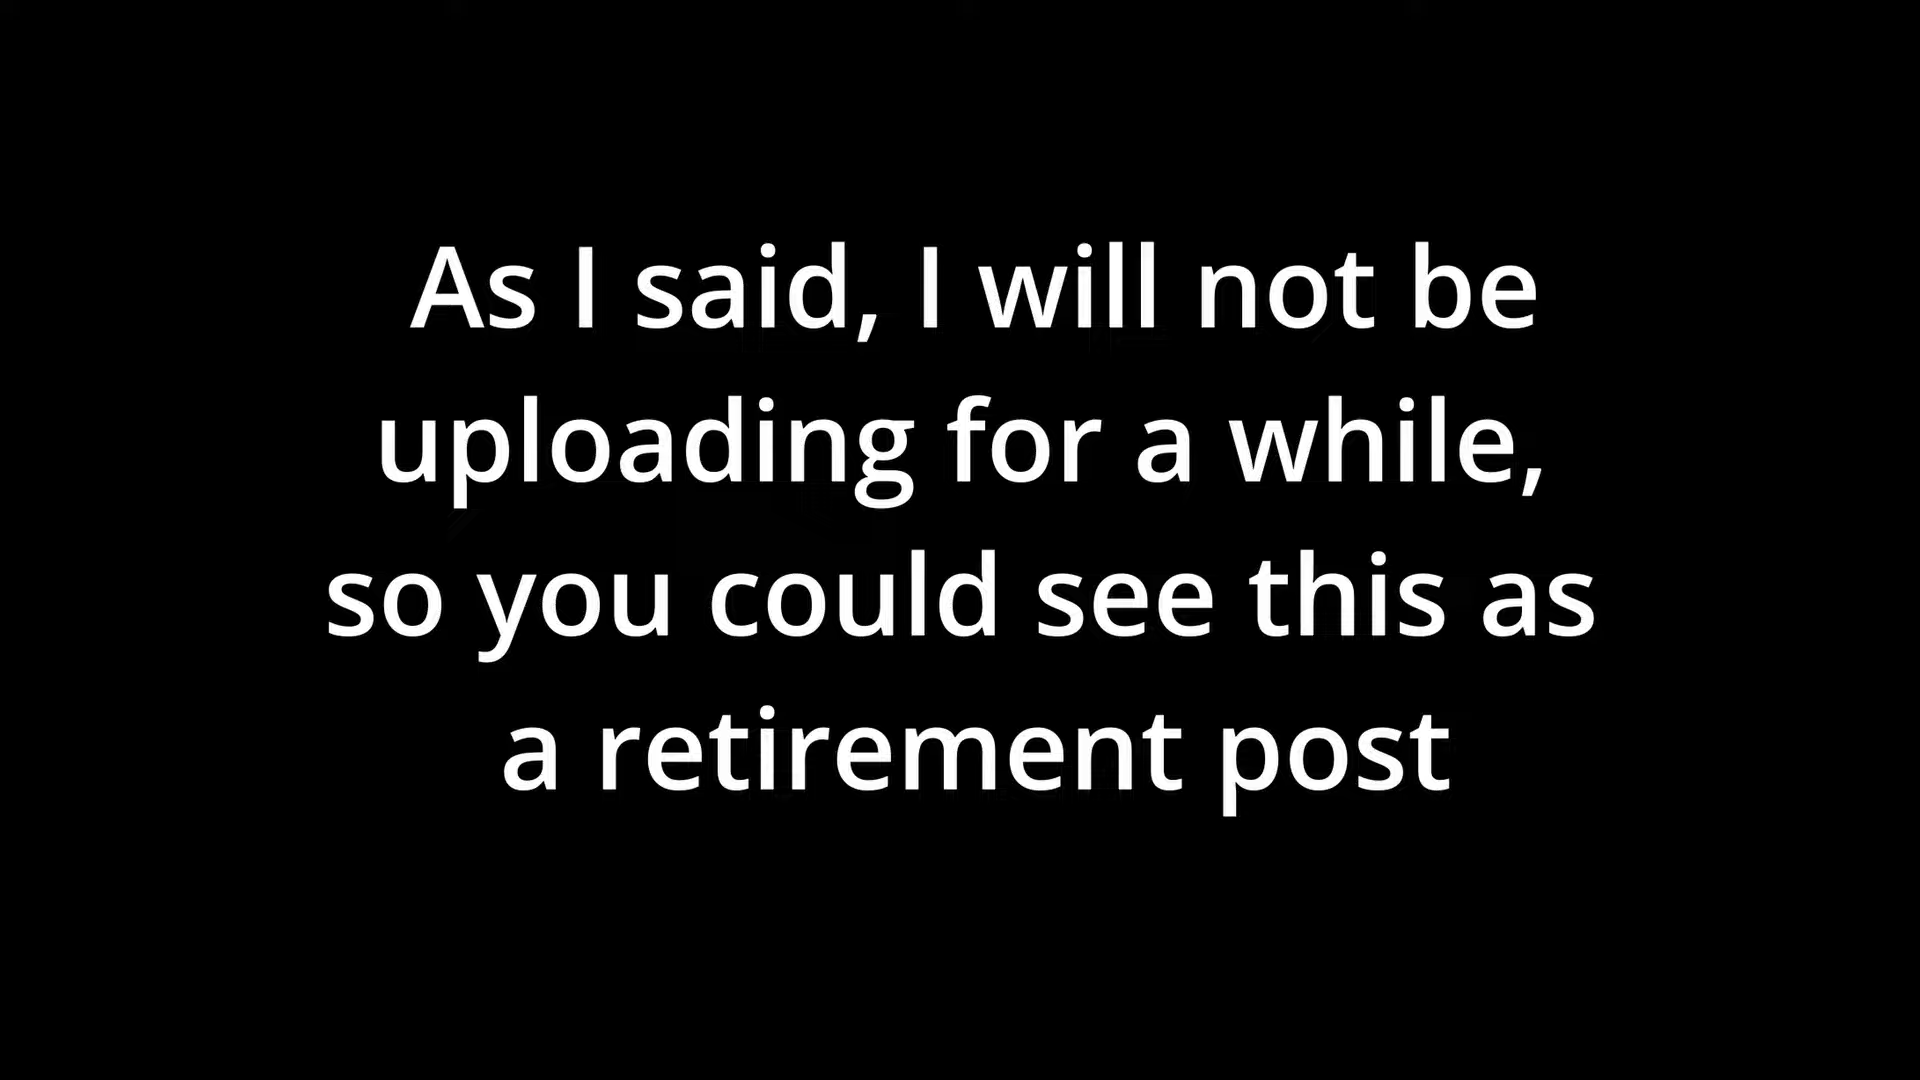 As I said, I will not be
uploading for a while,
so you could see this as
a retirement post